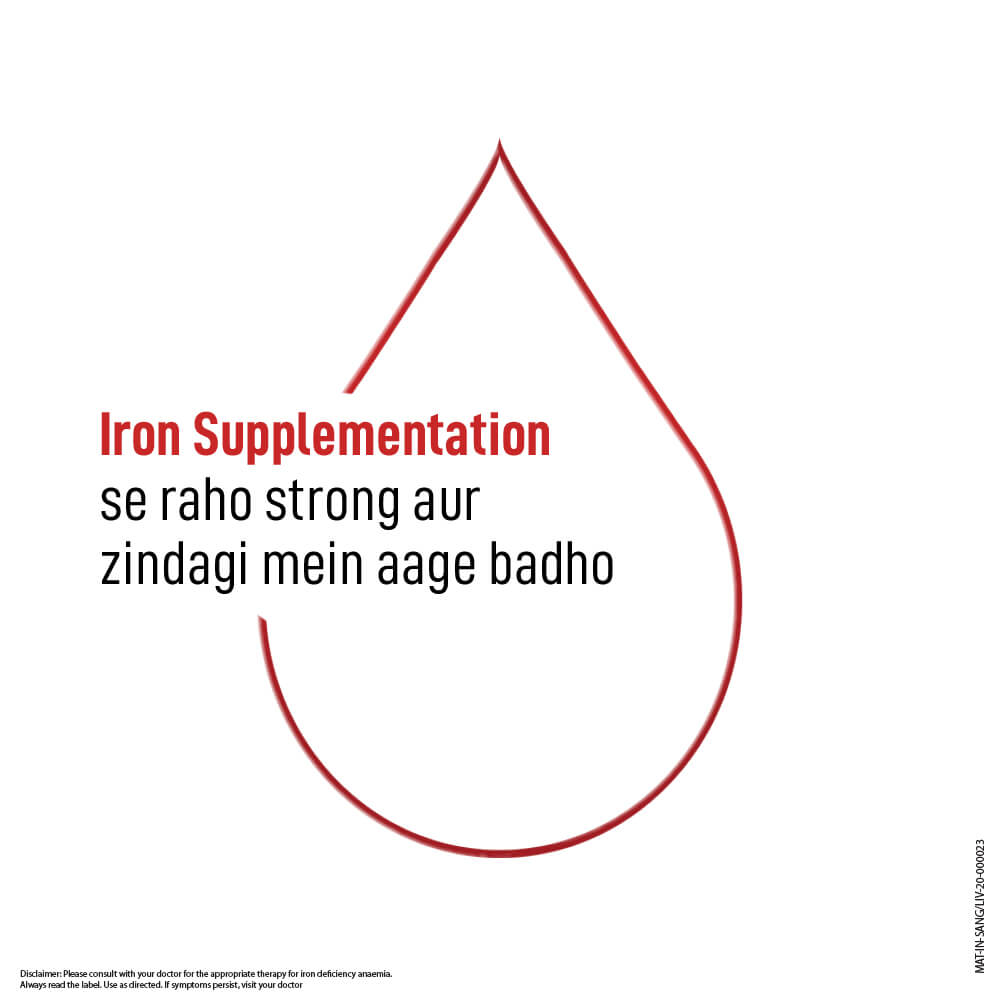 Iron Supplementation
se raho strong aur
zindagi mein aage badho
Disclaimer: Please consult with your doctor for the appropriate therapy for iron deficiency anaemia.
Always read the label. Use as directed. If symptoms persist, visit your doctor
MAT-IN-SANG/LIV-20-000023